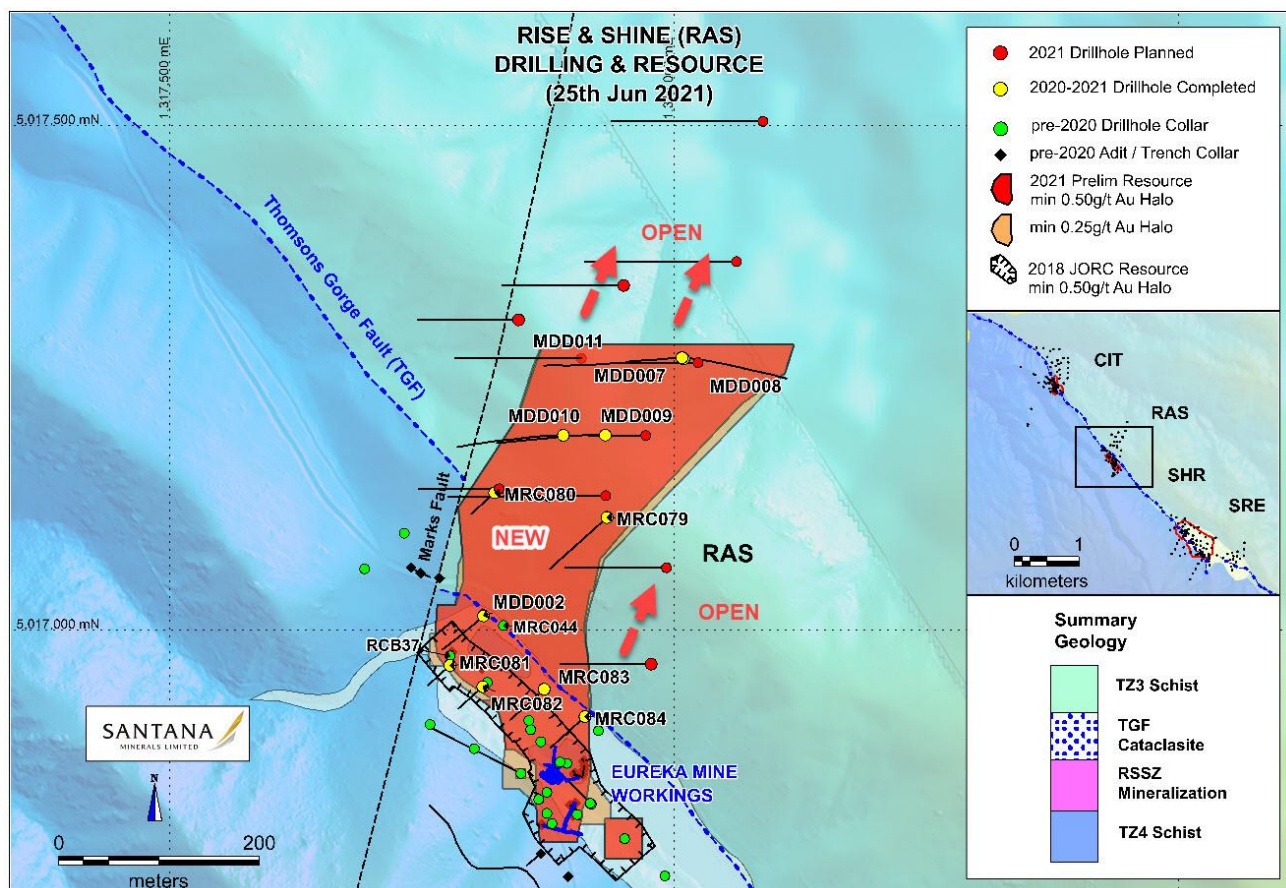 RISE & SHINE (RAS)
DRILLING & RESOURCE
(25th Jun 2021)
1,317,500 mE
5,017,500 mN
5,017,000 mN
Thomsons Gorge Fault (TGF)
Marks Fault
OPEN
MDD011
MDD007
MDD008
MDD010
MDD009
MRC080
MRC079
NEW
RAS
OPEN
MDD002
MRC044
RCB37
MRC081
MRC083
MRC082
MRC084
EUREKA MINE
WORKINGS
SANTANA
MINERALS LIMITED
N
0
200
meters
2021 Drillhole Planned
2020-2021 Drillhole Completed
pre-2020 Drillhole Collar
pre-2020 Adit / Trench Collar
2021 Prelim Resource
min 0.50g/t Au Halo
min 0.25g/t Au Halo
2018 JORC Resource
min 0.50g/t Au Halo
CIT
RAS
SHR
SRE
0 1
kilometers
Summary
Geology
TZ3 Schist
TGF
Cataclasite
RSSZ
Mineralization
TZ4 Schist